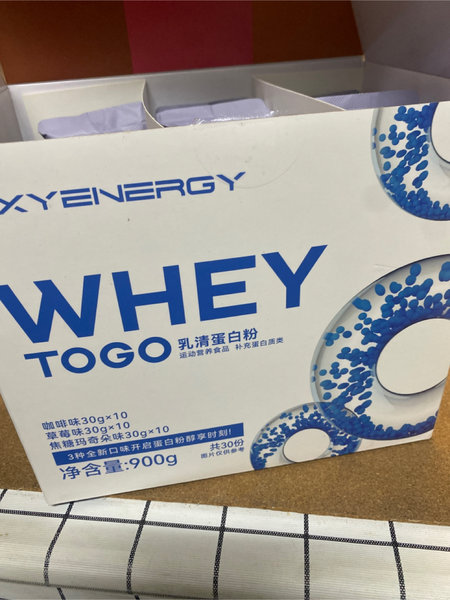 XYENERGY
WHEY
TOGO 乳清蛋白粉
运动营养食品 补充蛋白质类
咖啡味30g×10
草莓味30g×10
焦糖玛奇朵味30g×10
3种全新口味开启蛋白粉醇享时刻!
共30份
净含量:900g
图片仅供参考